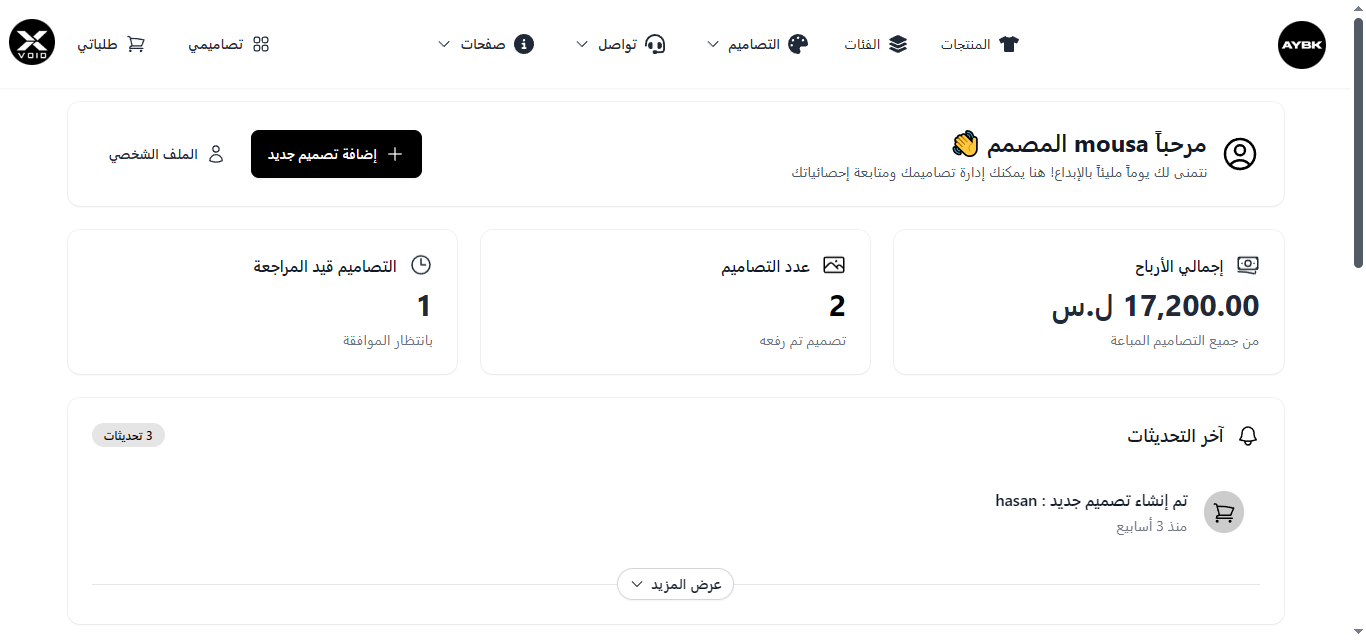 AYBK
المنتجات
الفئات
التصاميم
تواصل
صفحات
تصاميمي
طلباتي
X VOID
مرحباً mousa المصمم 👋
نتمنى لك يوماً مليئاً بالإبداع! هنا يمكنك إدارة تصاميمك ومتابعة إحصائياتك
إضافة تصميم جديد
الملف الشخصي
إجمالي الأرباح
17,200.00 ل.س
من جميع التصاميم المباعة
عدد التصاميم
2
تصميم تم رفعه
التصاميم قيد المراجعة
1
بانتظار الموافقة
آخر التحديثات
3 تحديثات
تم إنشاء تصميم جديد : hasan
منذ 3 أسابيع
عرض المزيد